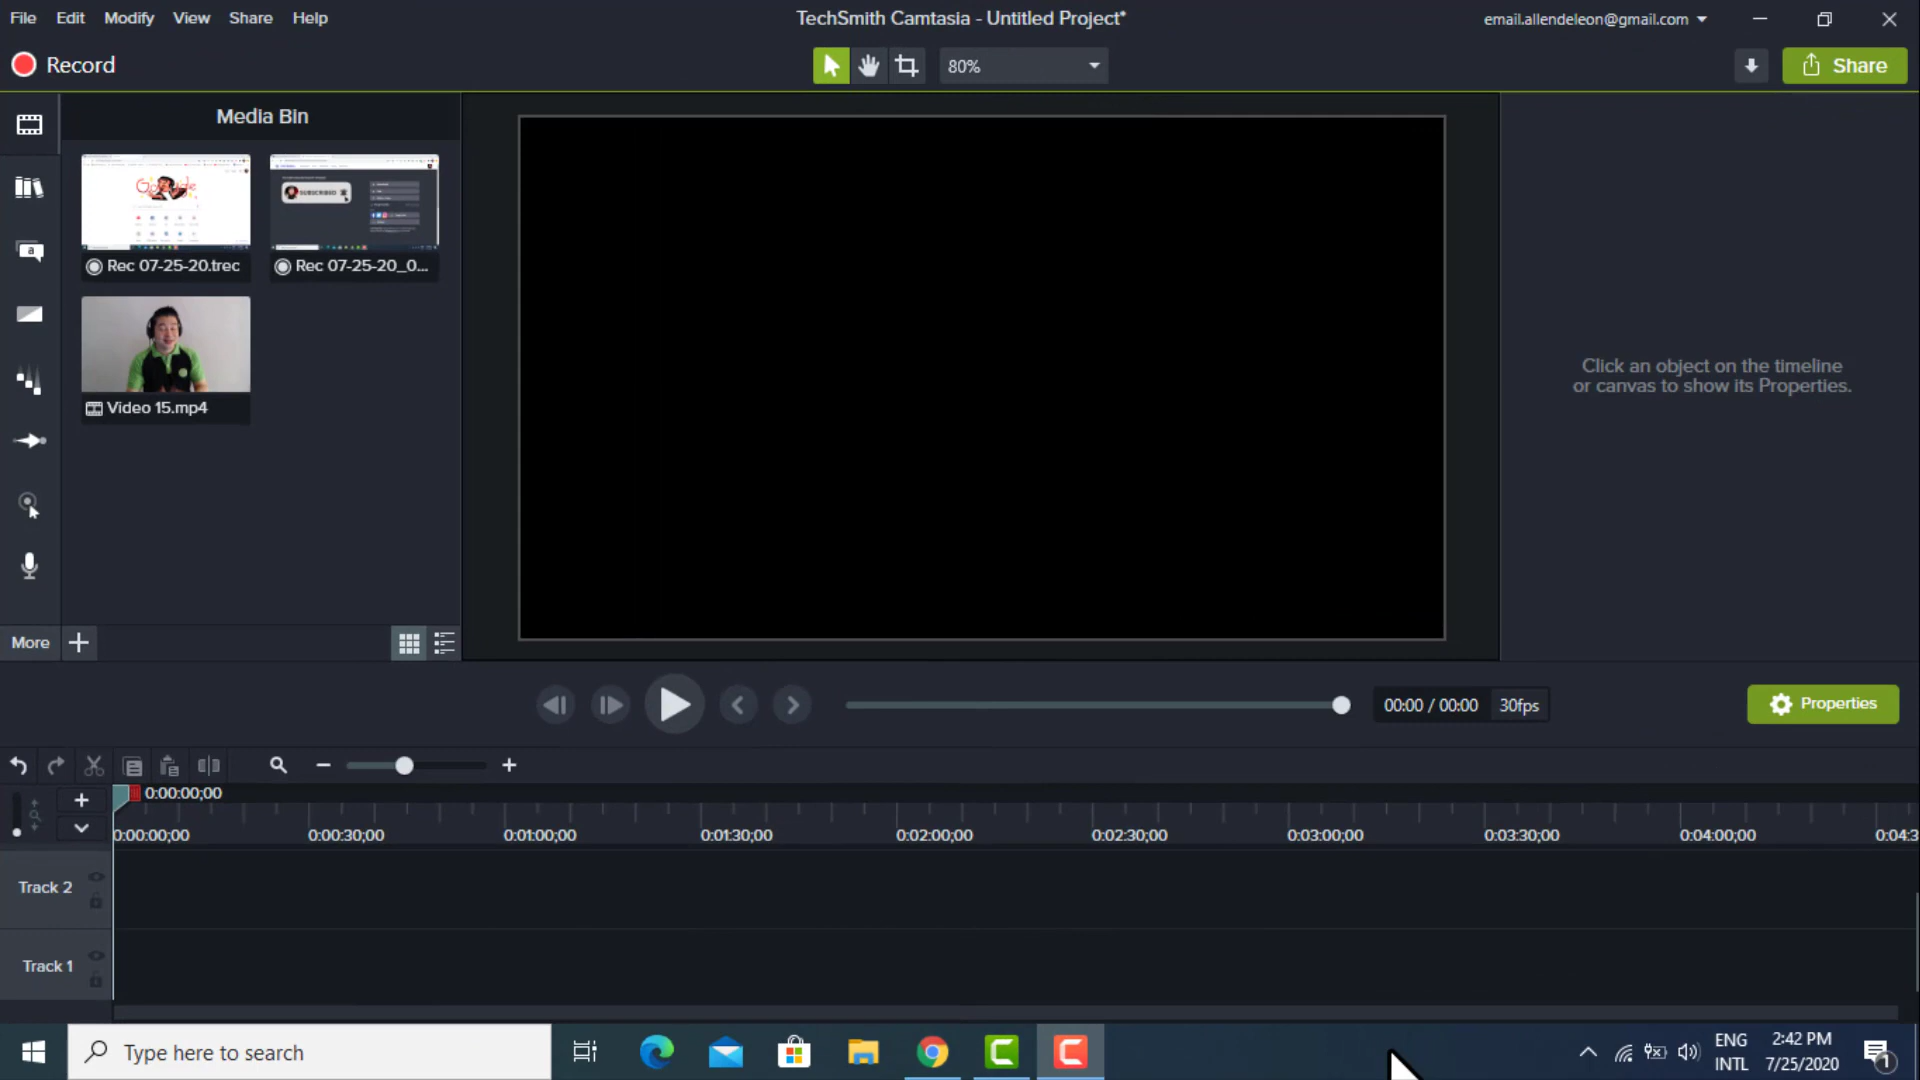 File Edit Modify View Share Help
TechSmith Camtasia - Untitled Project*
email.allendeleon@gmail.com
Record
80%
Share
Media Bin
SUBSCRIBED
Rec 07-25-20.trec
Rec 07-25-20_0...
Video 15.mp4
a
Click an object on the timeline
or canvas to show its Properties.
More
00:00 / 00:00
30fps
Properties
0:00:00;00
0:00:00;00 0:00:30;00 0:01:00;00 0:01:30;00 0:02:00;00 0:02:30;00 0:03:00;00 0:03:30;00 0:04:00;00 0:04:3
Track 2
Track 1
Type here to search
ENG
INTL
2:42 PM
7/25/2020
1